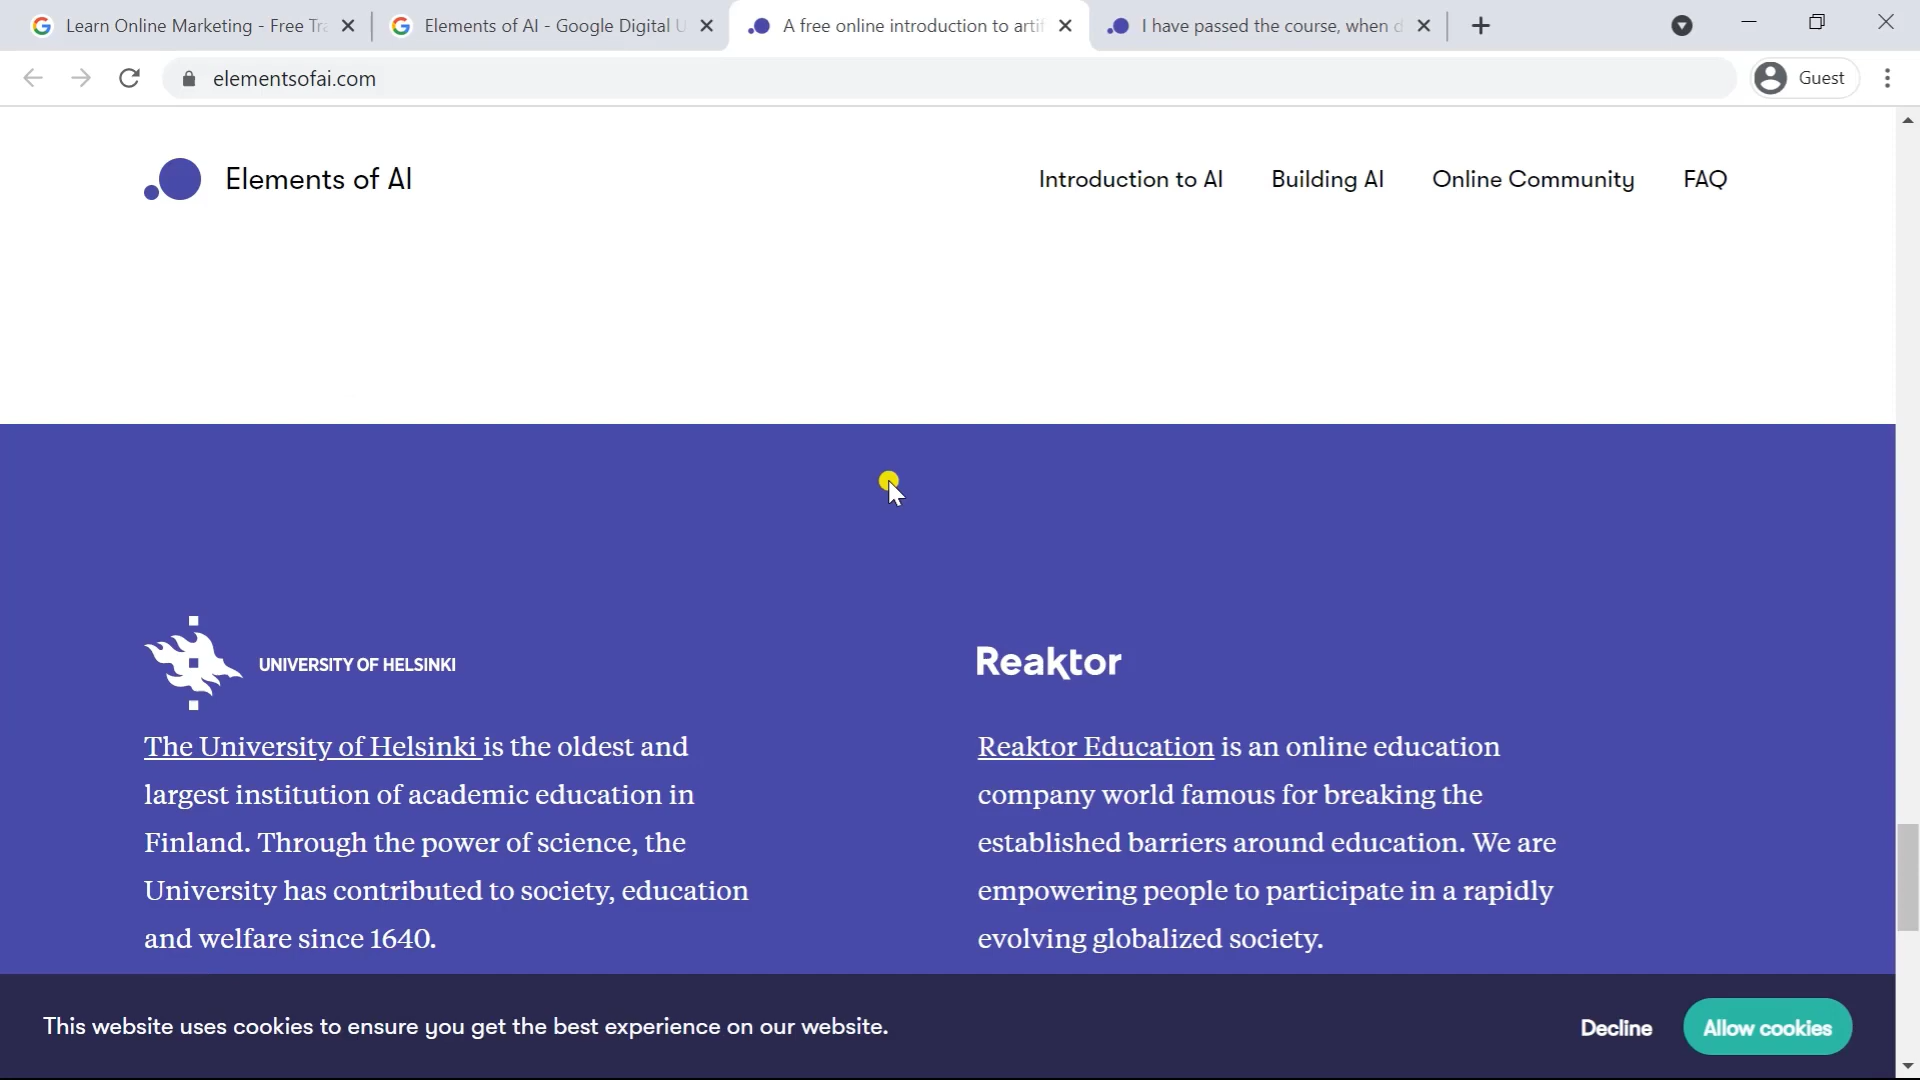 Learn Online Marketing - Free Tra
Elements of AI - Google Digital U
A free online introduction to artif
I have passed the course, when d
elementsofai.com
Guest
Elements of AI
Introduction to AI
Building AI
Online Community
FAQ
UNIVERSITY OF HELSINKI
The University of Helsinki is the oldest and
largest institution of academic education in
Finland. Through the power of science, the
University has contributed to society, education
and welfare since 1640.
Reaktor
Reaktor Education is an online education
company world famous for breaking the
established barriers around education. We are
empowering people to participate in a rapidly
evolving globalized society.
This website uses cookies to ensure you get the best experience on our website.
Decline
Allow cookies